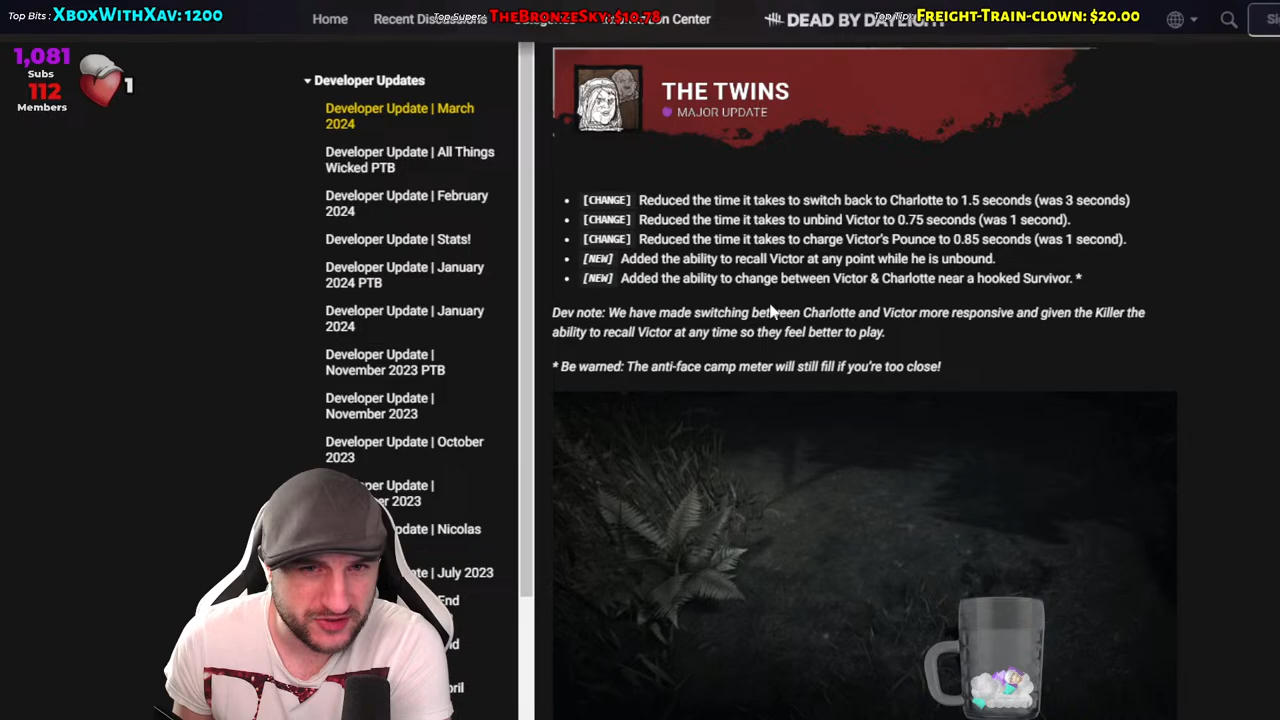 Top Bits: XBOXWITHXAV: 1200
Home
Recent Discussions
Top Super: THEBRONZESKY: $10.78
DEAD BY DAYLIGHT
Top Tip: FREIGHT-TRAIN-CLOWN: $20.00
1,081
Subs
112
Members
1
Developer Updates
Developer Update | March
2024
Developer Update | All Things
Wicked PTB
Developer Update | February
2024
Developer Update | Stats!
Developer Update | January
2024 PTB
Developer Update | January
2024
Developer Update |
November 2023 PTB
Developer Update |
November 2023
Developer Update | October
2023
Update |
2023
Update | Nicolas
July 2023
THE TWINS
MAJOR UPDATE
• [CHANGE] Reduced the time it takes to switch back to Charlotte to 1.5 seconds (was 3 seconds)
• [CHANGE] Reduced the time it takes to unbind Victor to 0.75 seconds (was 1 second).
• [CHANGE] Reduced the time it takes to charge Victor's Pounce to 0.85 seconds (was 1 second).
• [NEW] Added the ability to recall Victor at any point while he is unbound.
• [NEW] Added the ability to change between Victor & Charlotte near a hooked Survivor. *
Dev note: We have made switching between Charlotte and Victor more responsive and given the Killer the
ability to recall Victor at any time so they feel better to play.
* Be warned: The anti-face camp meter will still fill if you're too close!